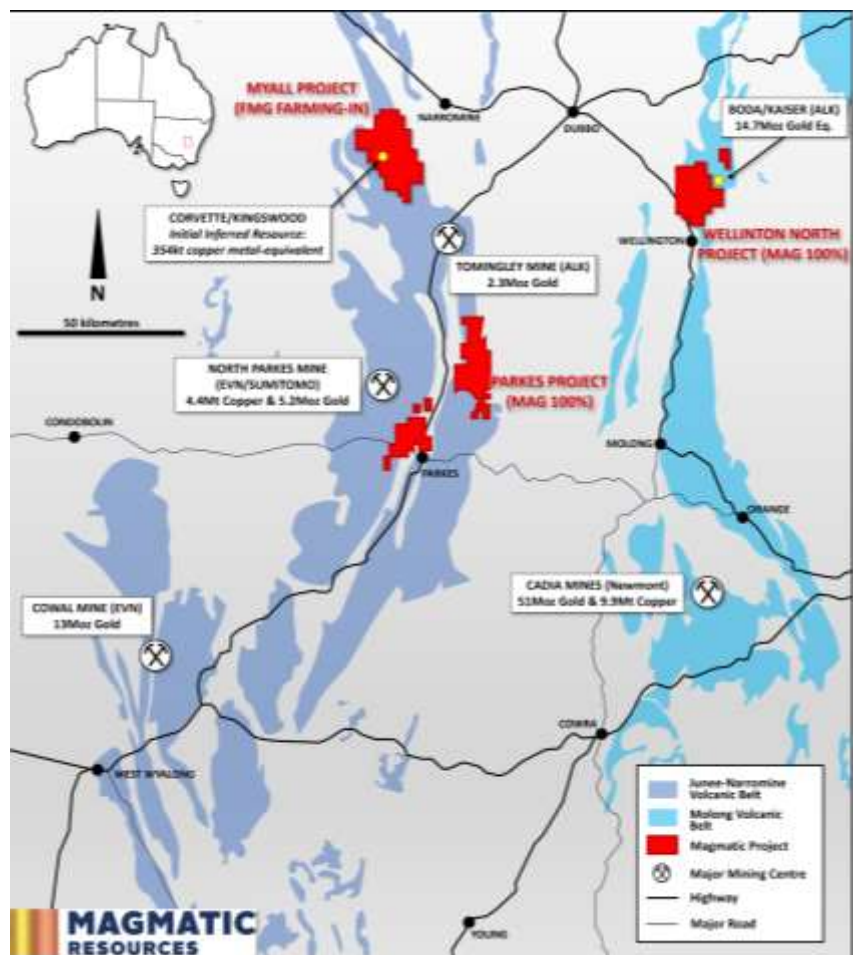 MYALL PROJECT
(FMG FARMING-IN)
NARROMINE
DUBBO
BODA/KAISER (ALK)
14.7Moz Gold Eq.
CORVETTE/KINGSWOOD
Initial Inferred Resource:
354kt copper metal-equivalent
WELLINGTON
WELLINTON NORTH
PROJECT (MAG 100%)
N
TOMINGLEY MINE (ALK)
2.3Moz Gold
50 kilometres
NORTH PARKES MINE
(EVN/SUMITOMO)
4.4Mt Copper & 5.2Moz Gold
PARKES PROJECT
(MAG 100%)
CONDOBOLIN
MOLONG
PARKES
ORANGE
CADIA MINES (Newmont)
51Moz Gold & 9.9Mt Copper
COWAL MINE (EVN)
13Moz Gold
COWRA
WEST WYALONG
Junee-Narromine
Volcanic Belt
Molong Volcanic
Belt
Magmatic Project
Major Mining Centre
Highway
Major Road
YOUNG
MAGMATIC
RESOURCES